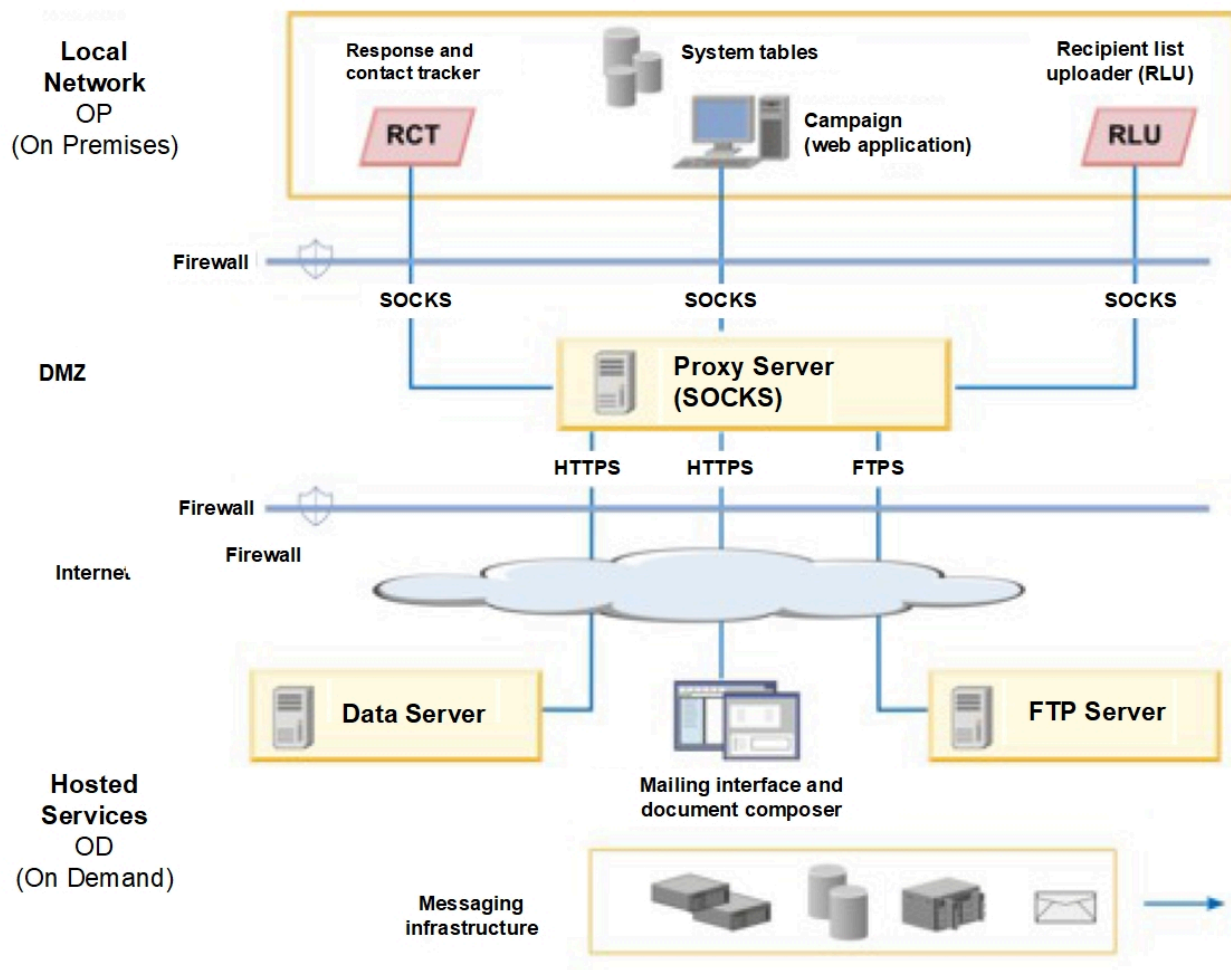 Local
Network
OP
(On Premises)
Response and
contact tracker
System tables
Recipient list
uploader (RLU)
RCT
Campaign
(web application)
RLU
Firewall
SOCKS
SOCKS
SOCKS
DMZ
Proxy Server
(SOCKS)
HTTPS
HTTPS
FTPS
Firewall
Firewall
Internet
Data Server
FTP Server
Mailing interface and
document composer
Hosted
Services
OD
(On Demand)
Messaging
infrastructure